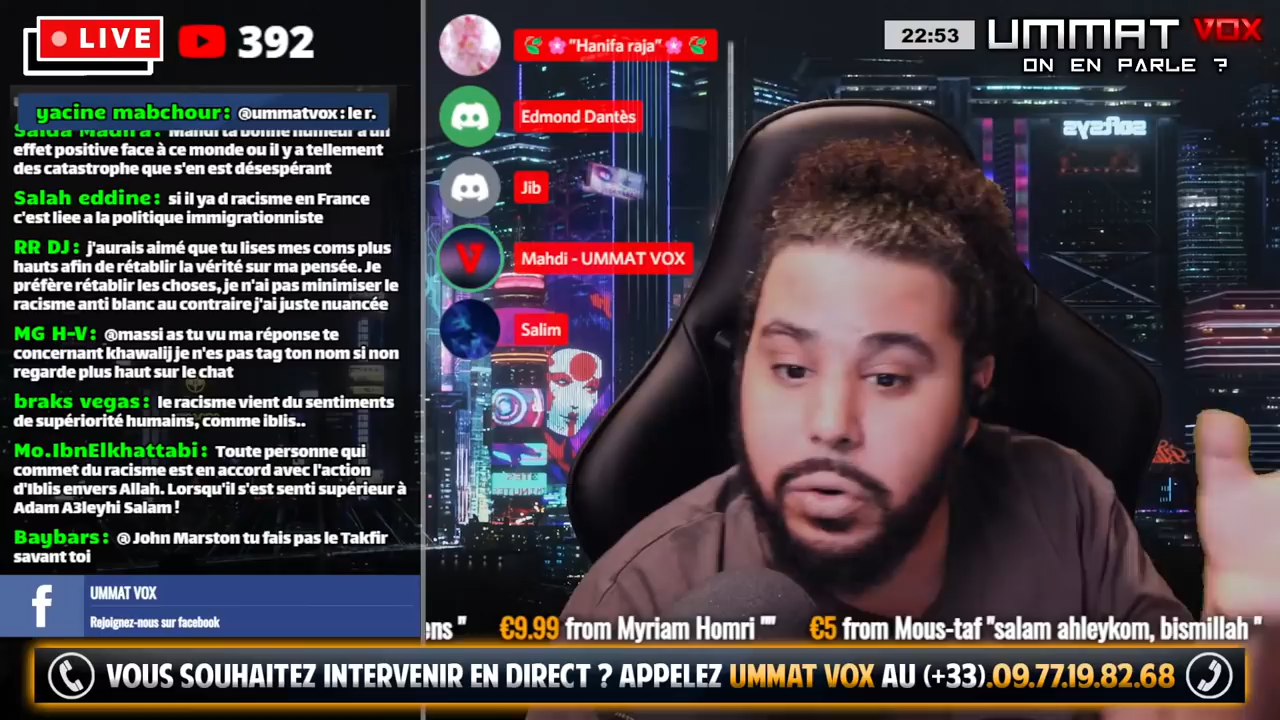 LIVE
392
yacine mabchour: @ummatvox : le r.
Saida Madira: Mahdi ta bonne humeur a un
effet positive face à ce monde ou il y a tellement
des catastrophe que s'en est désespérant
Salah eddine: si il ya d racisme en France
c'est liee a la politique immigrationniste
RR DJ: j'aurais aimé que tu lises mes coms plus
hauts afin de rétablir la vérité sur ma pensée. Je
préfère rétablir les choses, je n'ai pas minimiser le
racisme anti blanc au contraire j'ai juste nuancée
MG H-V: @massi as tu vu ma réponse te
concernant khawalij je n'es pas tag ton nom si non
regarde plus haut sur le chat
braks vegas: le racisme vient du sentiments
de supériorité humains, comme iblis..
Mo.IbnElkhattabi: Toute personne qui
commet du racisme est en accord avec l'action
d'Iblis envers Allah. Lorsqu'il s'est senti supérieur à
Adam A3leyhi Salam !
Baybars: @ John Marston tu fais pas le Takfir
savant toi
UMMAT VOX
Rejoignez-nous sur facebook
"Hanifa raja"
Edmond Dantès
Jib
Mahdi - UMMAT VOX
Salim
22:53
UMMAT VOX
ON EN PARLE ?
softsys
ens " €9.99 from Myriam Homri "" €5 from Mous-taf "salam ahleykom, bismillah "
VOUS SOUHAITEZ INTERVENIR EN DIRECT ? APPELEZ UMMAT VOX AU (+33).09.77.19.82.68